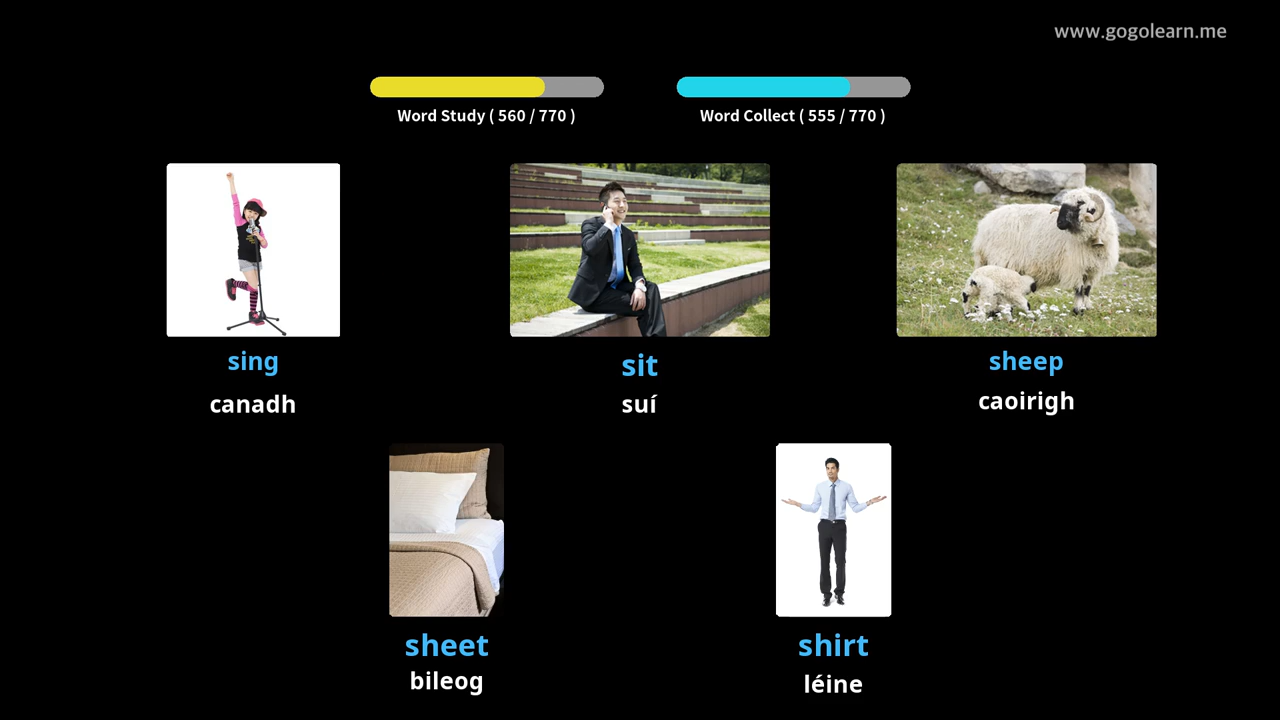 www.gogolearn.me
Word Study ( 560 / 770 )
Word Collect ( 555 / 770 )
sing
canadh
sit
suí
sheep
caoirigh
sheet
bileog
shirt
léine